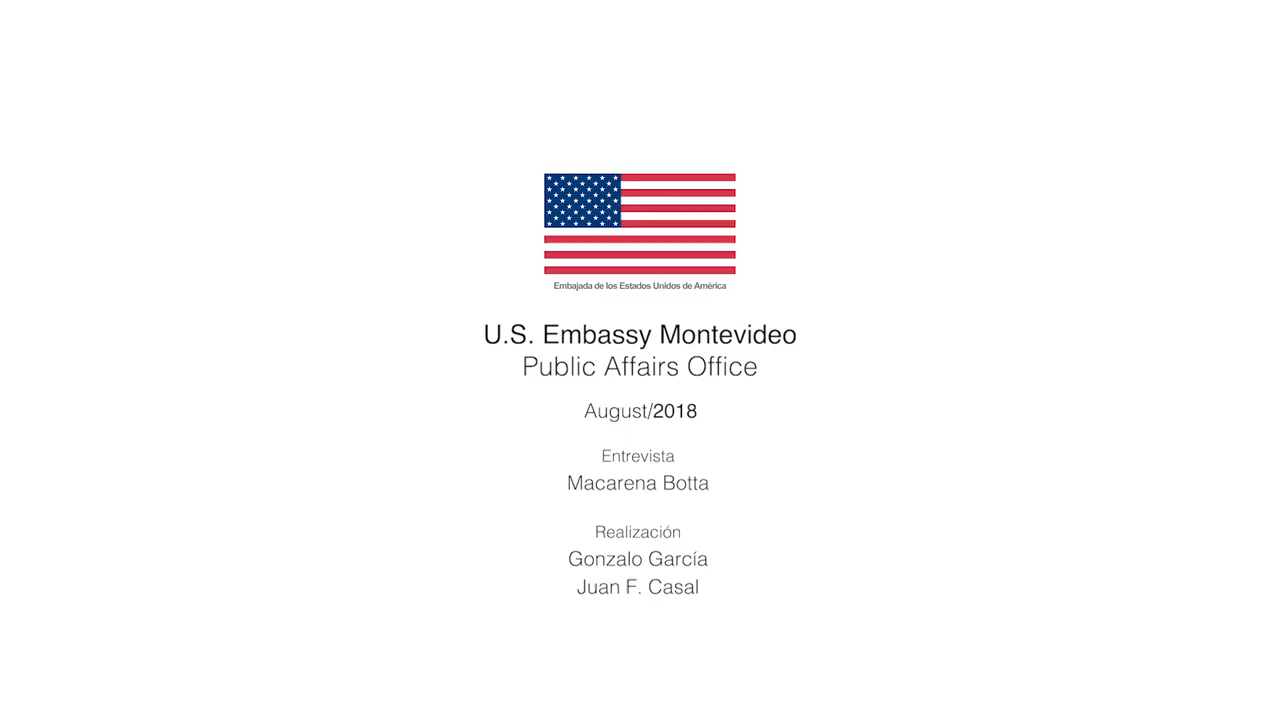 Embajada de los Estados Unidos de América
U.S. Embassy Montevideo
Public Affairs Office
August/2018
Entrevista
Macarena Botta
Realización
Gonzalo García
Juan F. Casal